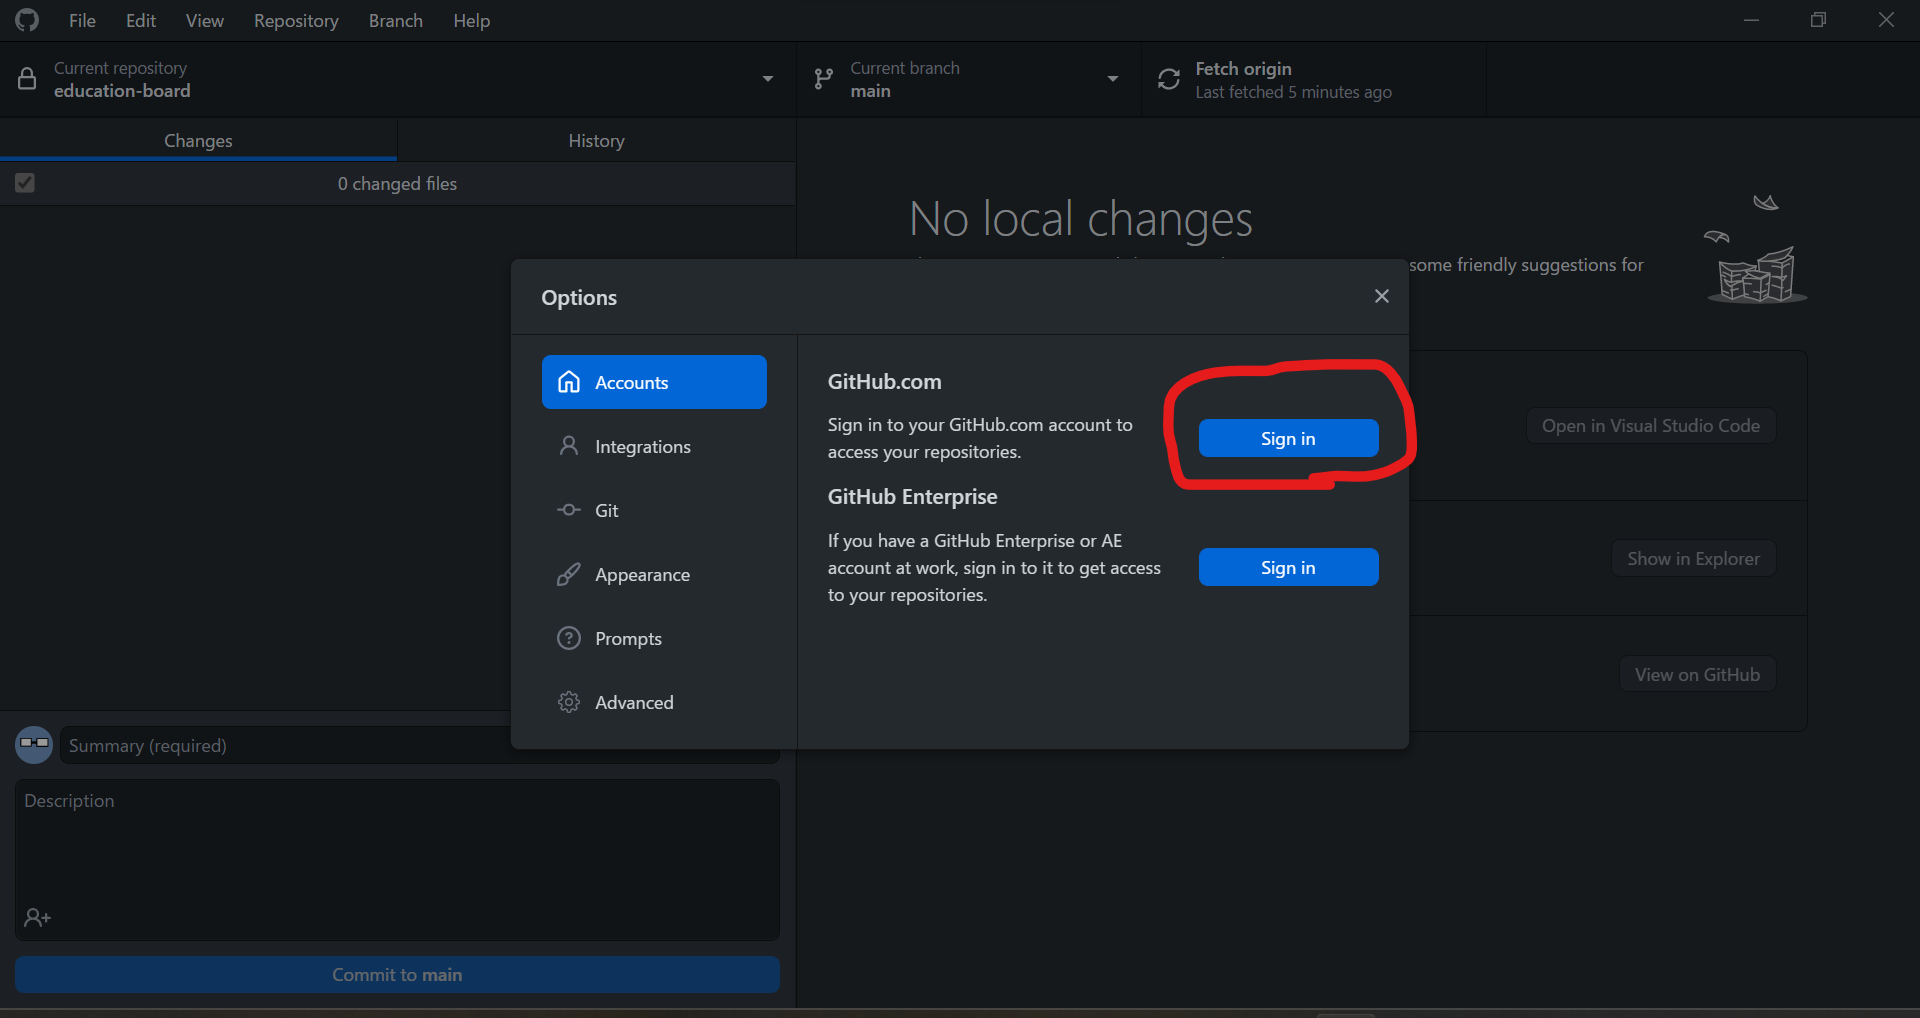 File Edit View Repository Branch Help
Current repository
education-board
Current branch
main
Fetch origin
Last fetched 5 minutes ago
Changes
History
0 changed files
No local changes
some friendly suggestions for
Options
Accounts
Integrations
Git
Appearance
Prompts
Advanced
GitHub.com
Sign in to your GitHub.com account to
access your repositories.
Sign in
GitHub Enterprise
If you have a GitHub Enterprise or AE
account at work, sign in to it to get access
to your repositories.
Sign in
Open in Visual Studio Code
Show in Explorer
View on GitHub
Summary (required)
Description
Commit to main